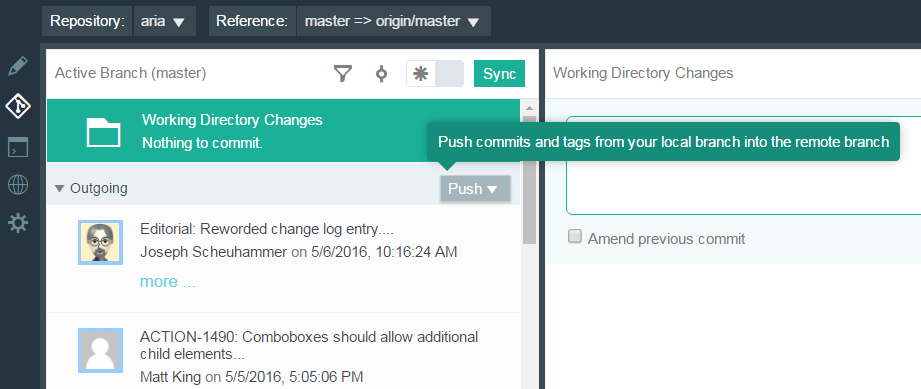 Repository: aria ▼ Reference: master => origin/master ▼
Active Branch (master) Sync
Working Directory Changes
Working Directory Changes
Nothing to commit.
Push commits and tags from your local branch into the remote branch
Outgoing Push ▼
Editorial: Reworded change log entry....
Joseph Scheuhammer on 5/6/2016, 10:16:24 AM
more ...
Amend previous commit
ACTION-1490: Comboboxes should allow additional
child elements...
Matt King on 5/5/2016, 5:05:06 PM